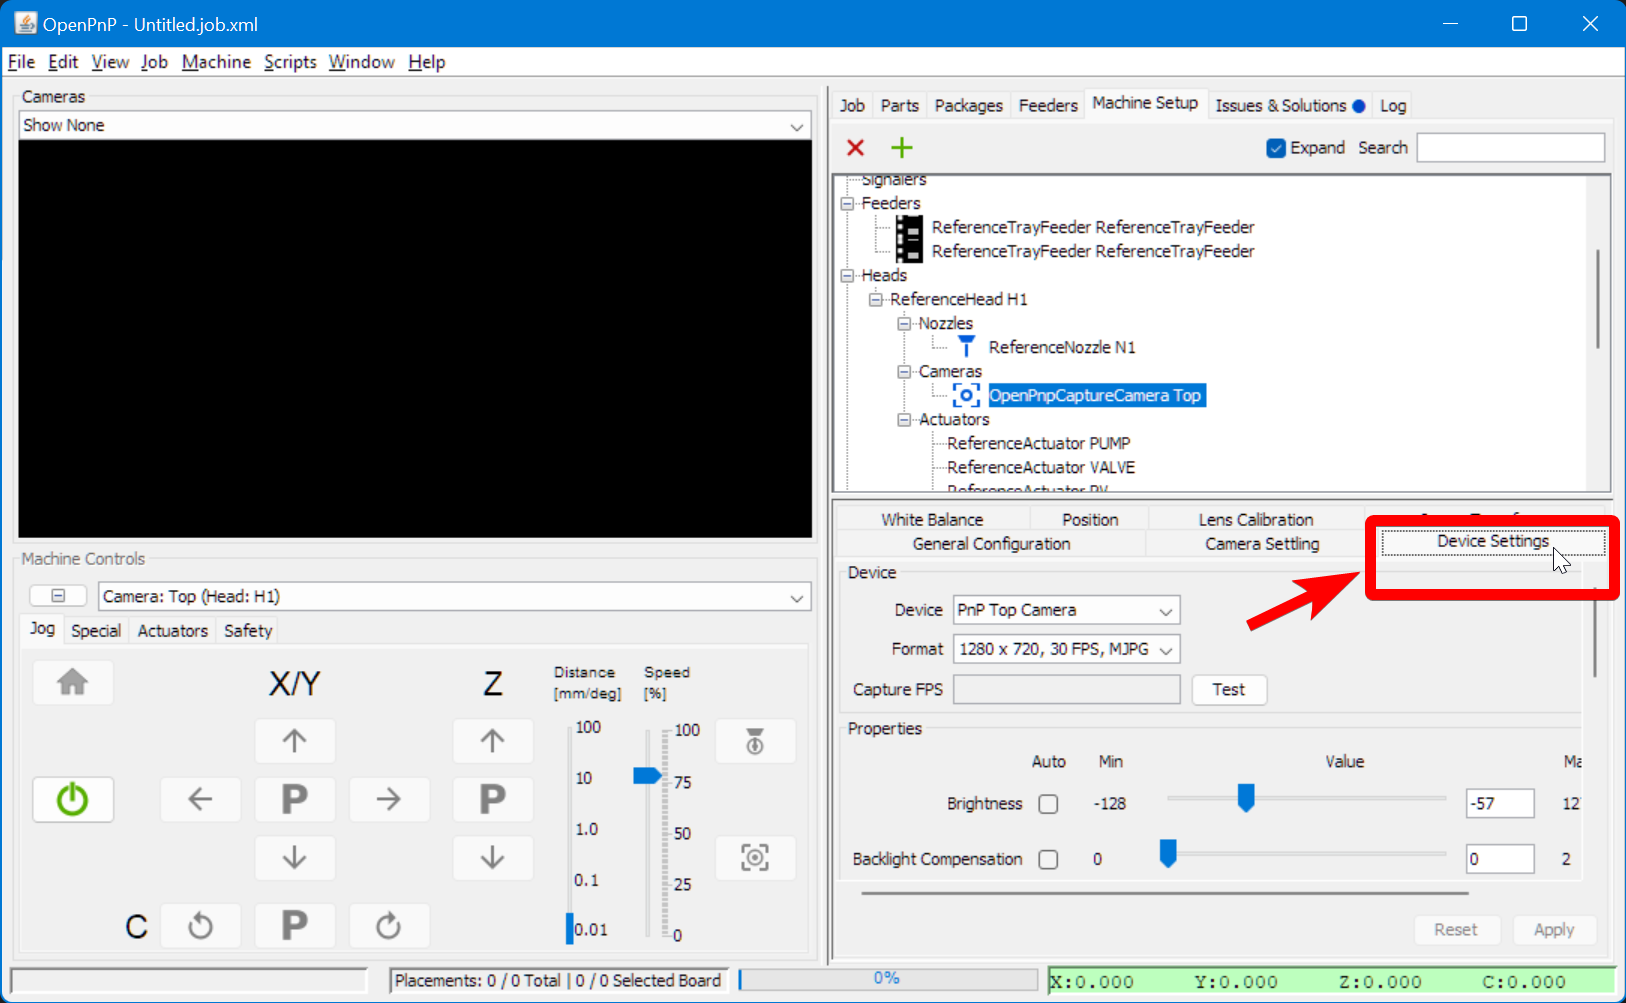 OpenPnP - Untitled.job.xml
File Edit View Job Machine Scripts Window Help
Cameras
Show None
Job Parts Packages Feeders Machine Setup Issues & Solutions Log
Expand Search
Signalers
Feeders
ReferenceTrayFeeder ReferenceTrayFeeder
ReferenceTrayFeeder ReferenceTrayFeeder
Heads
ReferenceHead H1
Nozzles
ReferenceNozzle N1
Cameras
OpenPnpCaptureCamera Top
Actuators
ReferenceActuator PUMP
ReferenceActuator VALVE
White Balance Position Lens Calibration
General Configuration Camera Settling Device Settings
Device
Device PnP Top Camera
Format 1280 x 720, 30 FPS, MJPG
Capture FPS Test
Properties
Auto Min Value Ma
Brightness -128 -57 12
Backlight Compensation 0 0 2
Reset Apply
Machine Controls
Camera: Top (Head: H1)
Jog Special Actuators Safety
X/Y Z
Distance [mm/deg]
Speed [%]
100
10
1.0
0.1
0.01
100
75
50
25
0
P P
C P
Placements: 0 / 0 Total | 0 / 0 Selected Board
0%
X:0.000 Y:0.000 Z:0.000 C:0.000